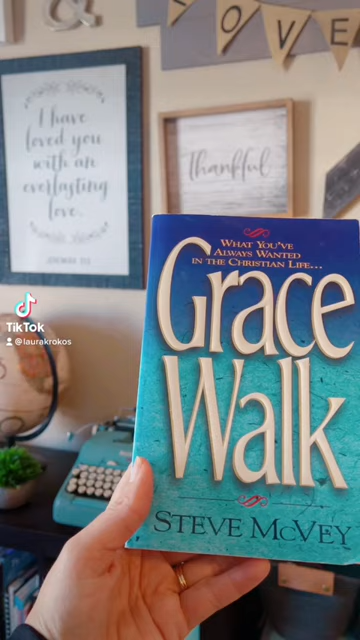 &
OVE
I have
loved you
with an
everlasting
love.
JEREMIAH 31:3
thankful
WHAT YOU'VE
ALWAYS WANTED
IN THE CHRISTIAN LIFE...
Grace
Walk
STEVE MCVEY
TikTok
@laurakrokos